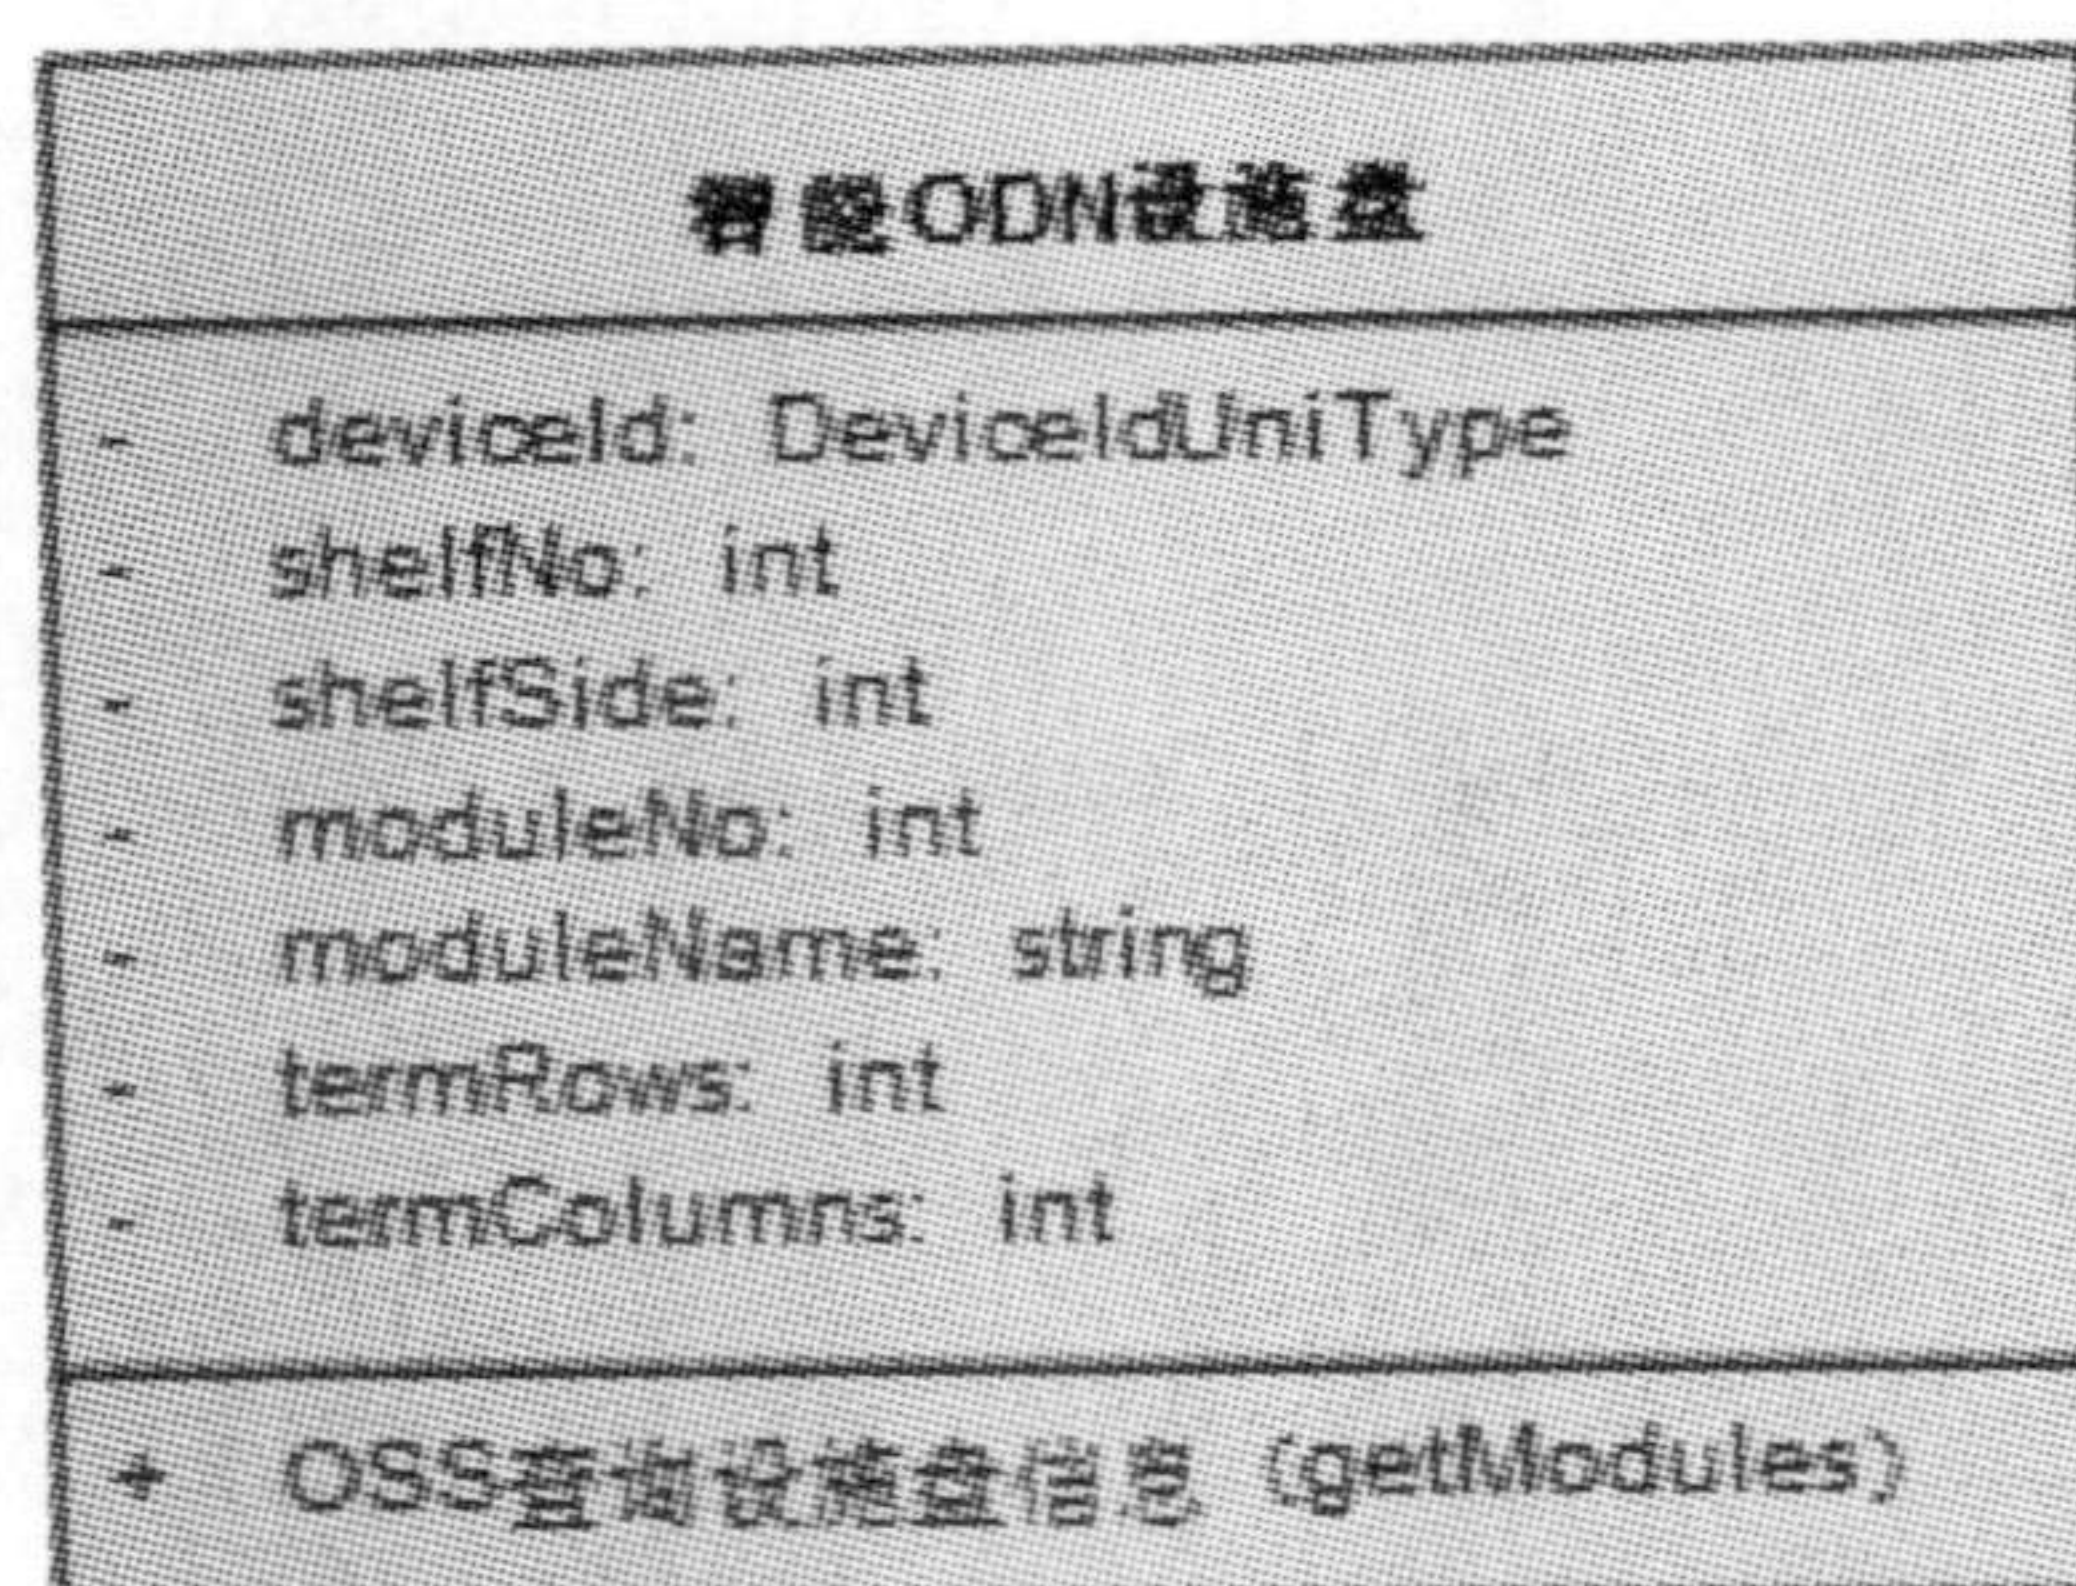 智能ODN设施盘
- deviceId: DeviceIdUniType
- shelfNo: int
- shelfSide: int
- moduleNo: int
- moduleName: string
- termRows: int
- termColumns: int
+ OSS查询设施盘信息 (getModules)